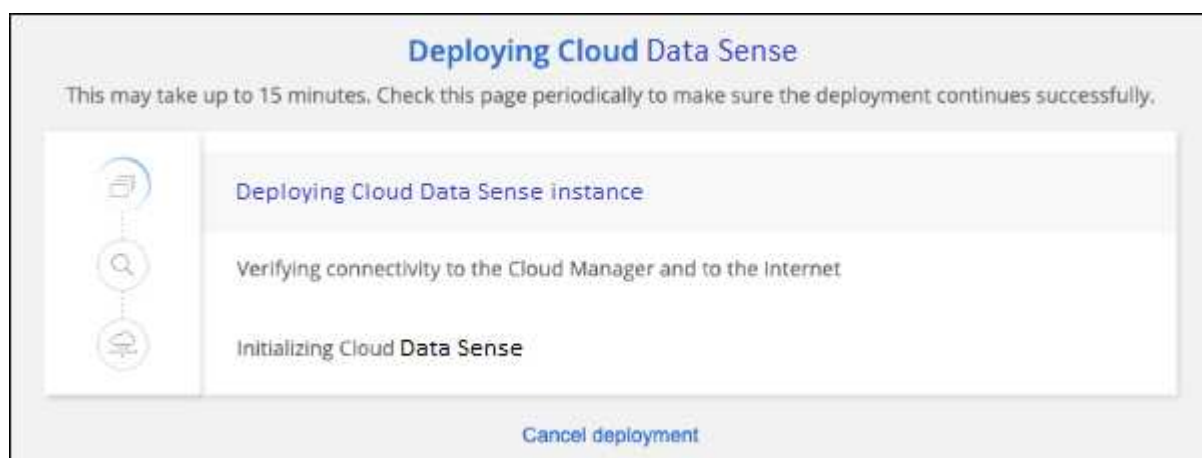 Deploying Cloud Data Sense
This may take up to 15 minutes. Check this page periodically to make sure the deployment continues successfully.
Deploying Cloud Data Sense instance
Verifying connectivity to the Cloud Manager and to the Internet
Initializing Cloud Data Sense
Cancel deployment